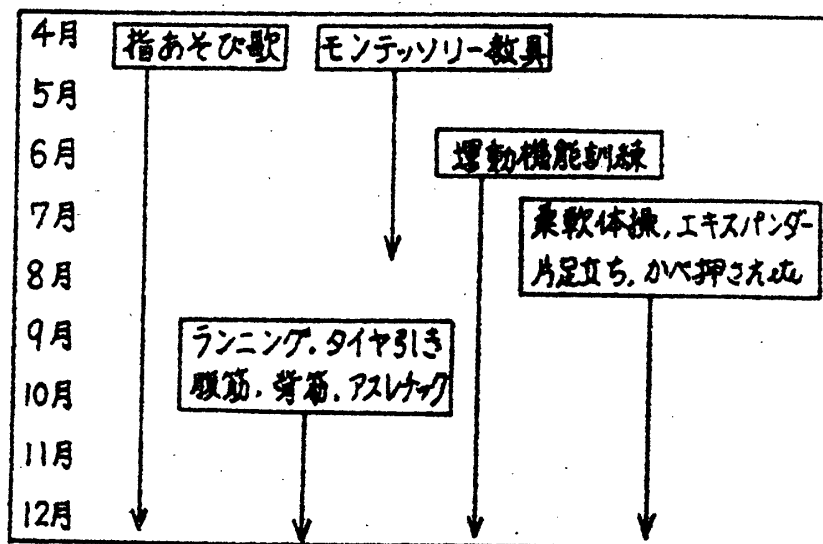 4月 指あそび歌 モンテッソリー教具
5月
6月 運動機能訓練
7月 柔軟体操,エキスパンダー
8月 片足立ち,かべ押さえetc
9月 ランニング,タイヤ引き
10月 腹筋,背筋,アスレチック
11月
12月